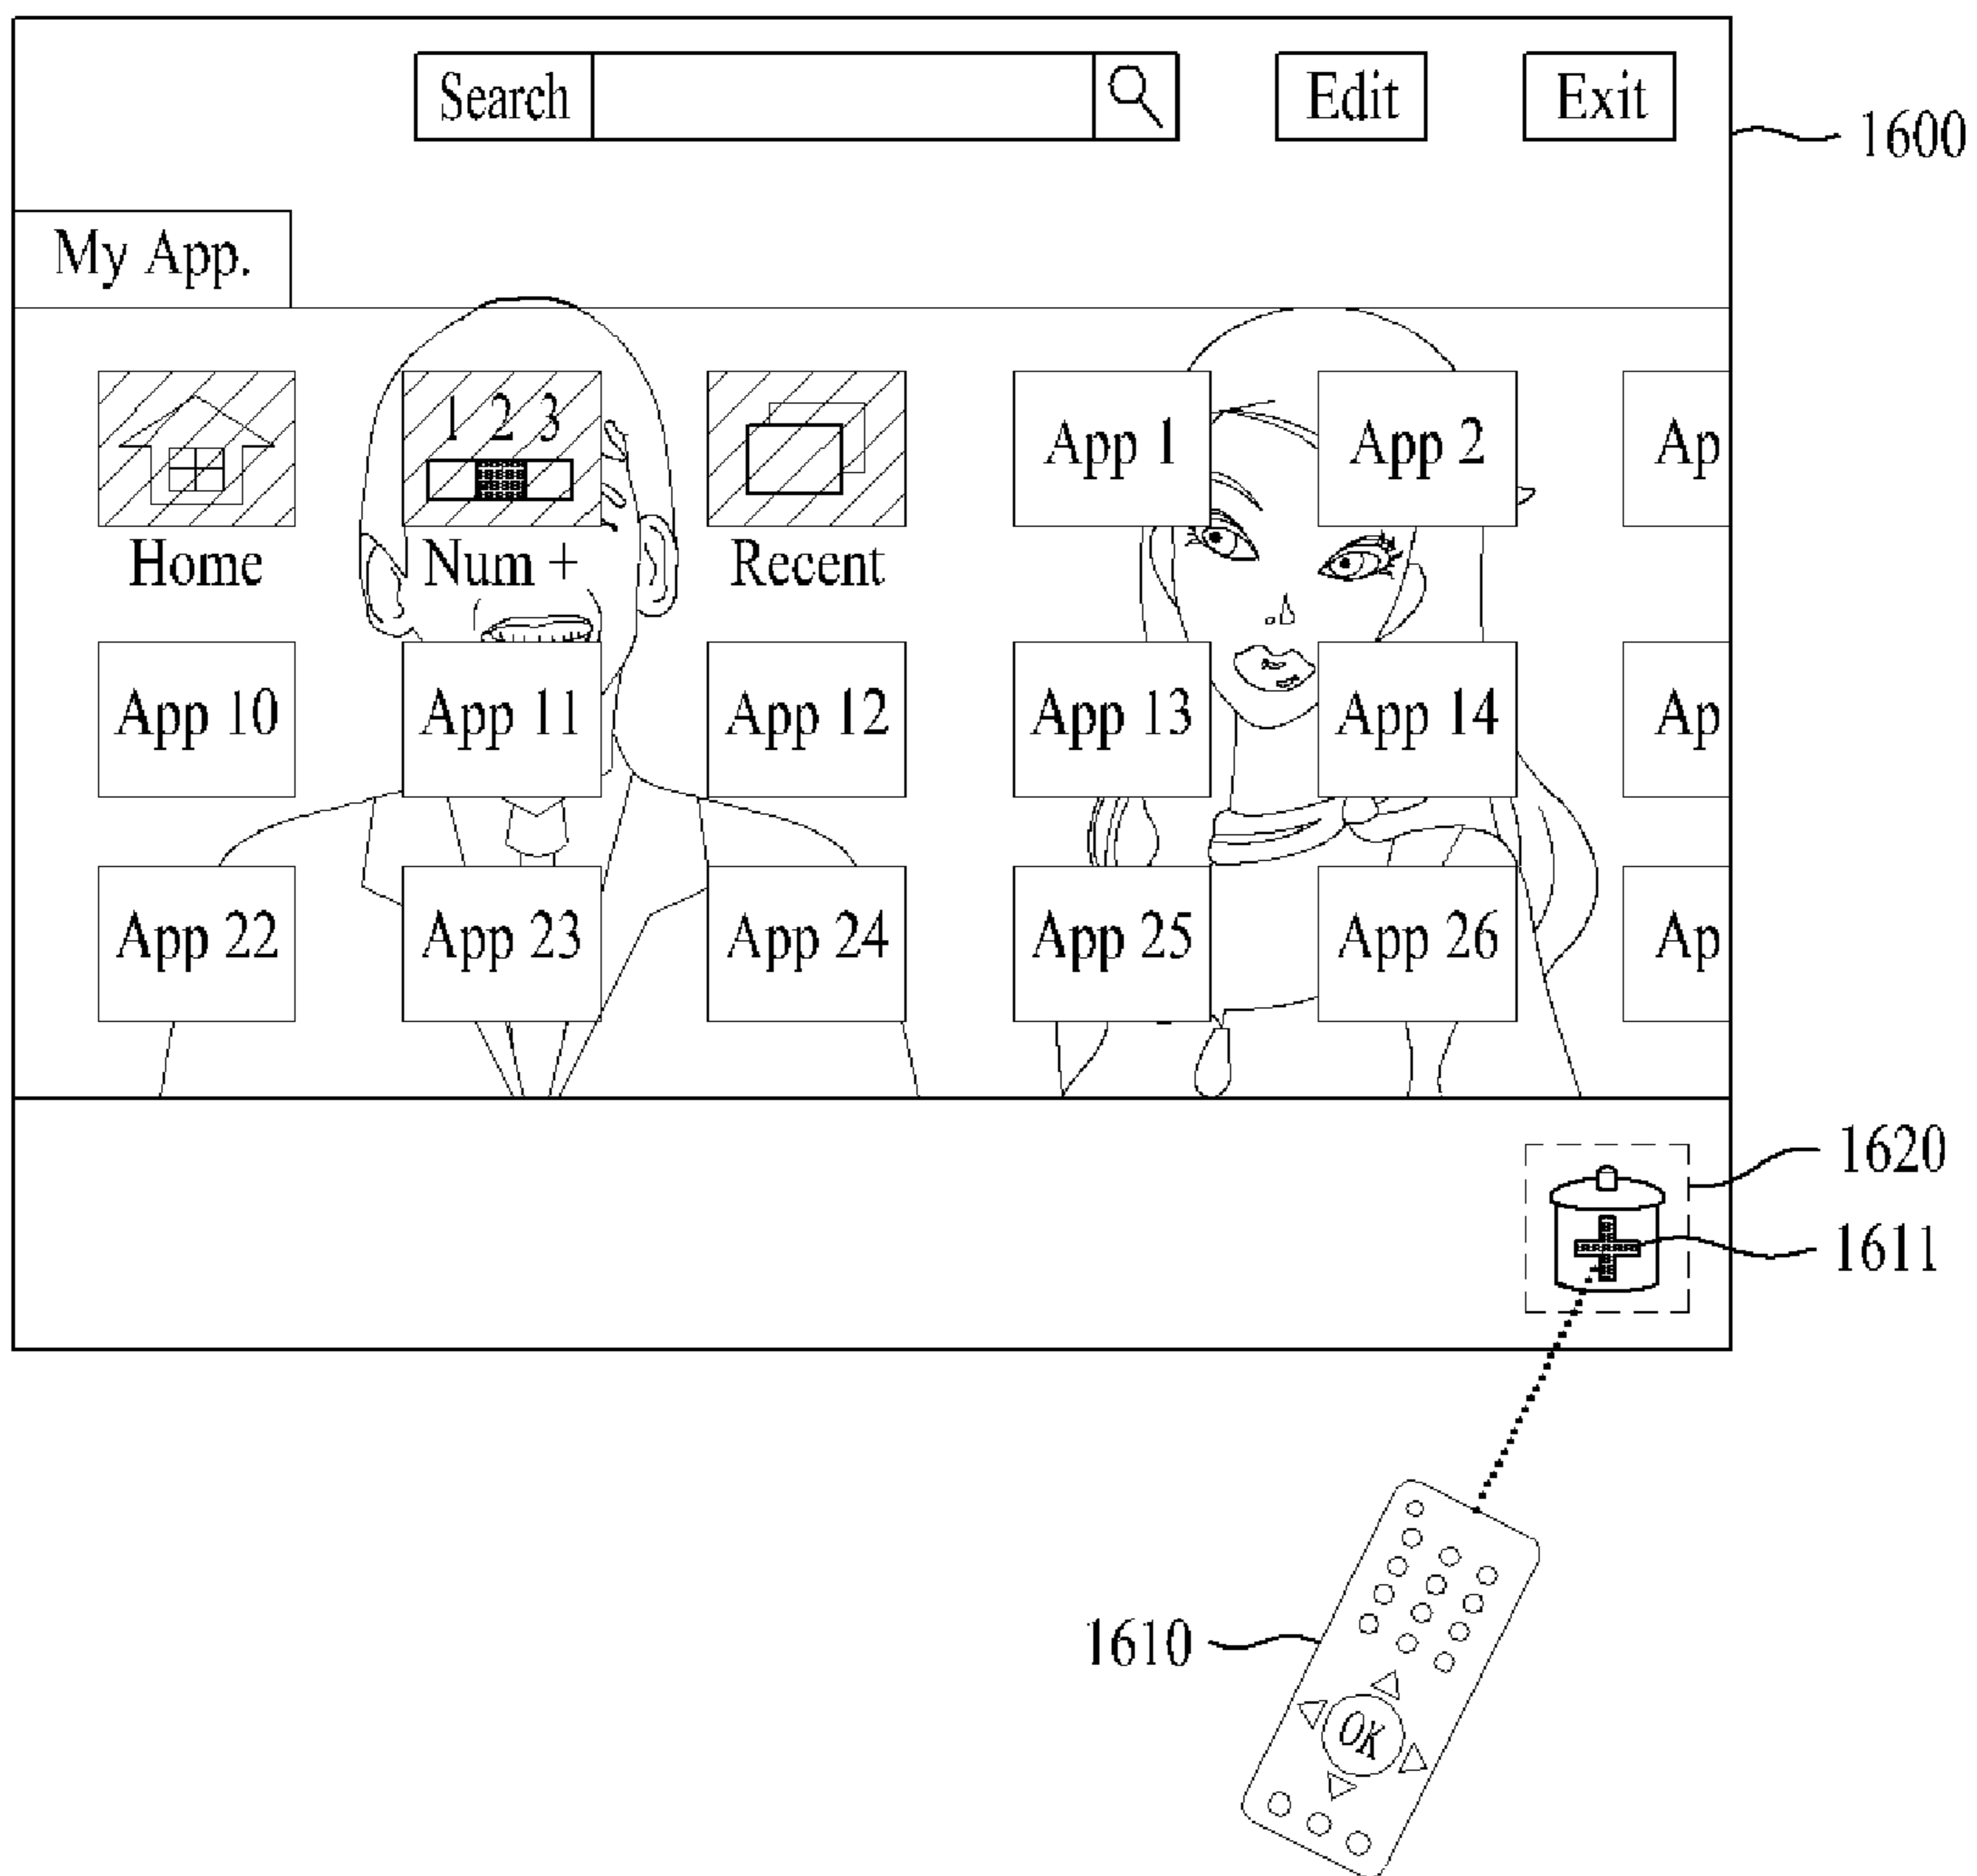 Search Edit Exit
1600
My App.
1 2 3 App 1 App 2 Ap
Home Num + Recent
App 10 App 11 App 12 App 13 App 14 Ap
App 22 App 23 App 24 App 25 App 26 Ap
1620
1611
1610
OK